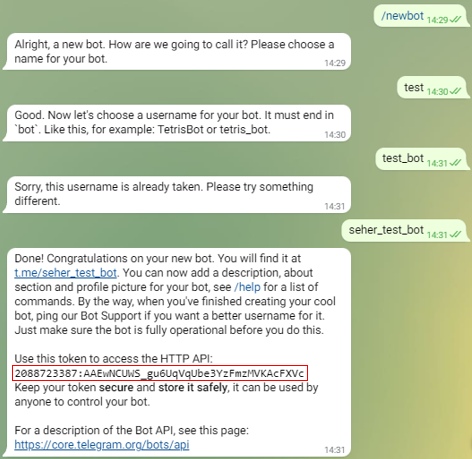 /newbot 14:29
Alright, a new bot. How are we going to call it? Please choose a
name for your bot.
14:29
test 14:30
Good. Now let's choose a username for your bot. It must end in
`bot`. Like this, for example: TetrisBot or tetris_bot.
14:30
test_bot 14:31
Sorry, this username is already taken. Please try something
different.
14:31
seher_test_bot 14:31
Done! Congratulations on your new bot. You will find it at
t.me/seher_test_bot. You can now add a description, about
section and profile picture for your bot, see /help for a list of
commands. By the way, when you've finished creating your cool
bot, ping our Bot Support if you want a better username for it.
Just make sure the bot is fully operational before you do this.
Use this token to access the HTTP API:
2088723387:AAEwNCUWS_gu6UqVqUbe3YzFmzMVKAcFXVc
Keep your token secure and store it safely, it can be used by
anyone to control your bot.
For a description of the Bot API, see this page:
https://core.telegram.org/bots/api
14:31